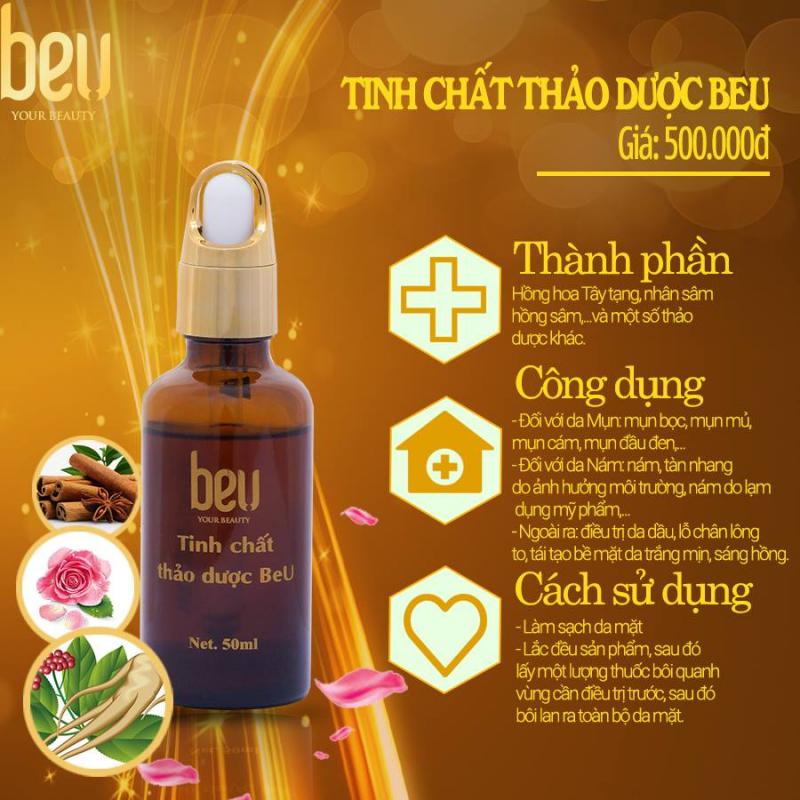 beu
YOUR BEAUTY
TINH CHẤT THẢO DƯỢC BEU
Giá: 500.000đ
Thành phần
Hồng hoa Tây tạng, nhân sâm
hồng sâm,...và một số thảo
dược khác.
Công dụng
- Đối với da Mụn: mụn bọc, mụn mủ,
mụn cám, mụn đầu đen,...
- Đối với da Nám: nám, tàn nhang
do ảnh hưởng môi trường, nám do lạm
dụng mỹ phẩm,...
- Ngoài ra: điều trị da dầu, lỗ chân lông
to, tái tạo bề mặt da trắng mịn, sáng hồng.
Cách sử dụng
- Làm sạch da mặt
- Lắc đều sản phẩm, sau đó
lấy một lượng thuốc bôi quanh
vùng cần điều trị trước, sau đó
bôi lan ra toàn bộ da mặt.
beu
YOUR BEAUTY
Tinh chất
thảo dược BeU
Net. 50ml